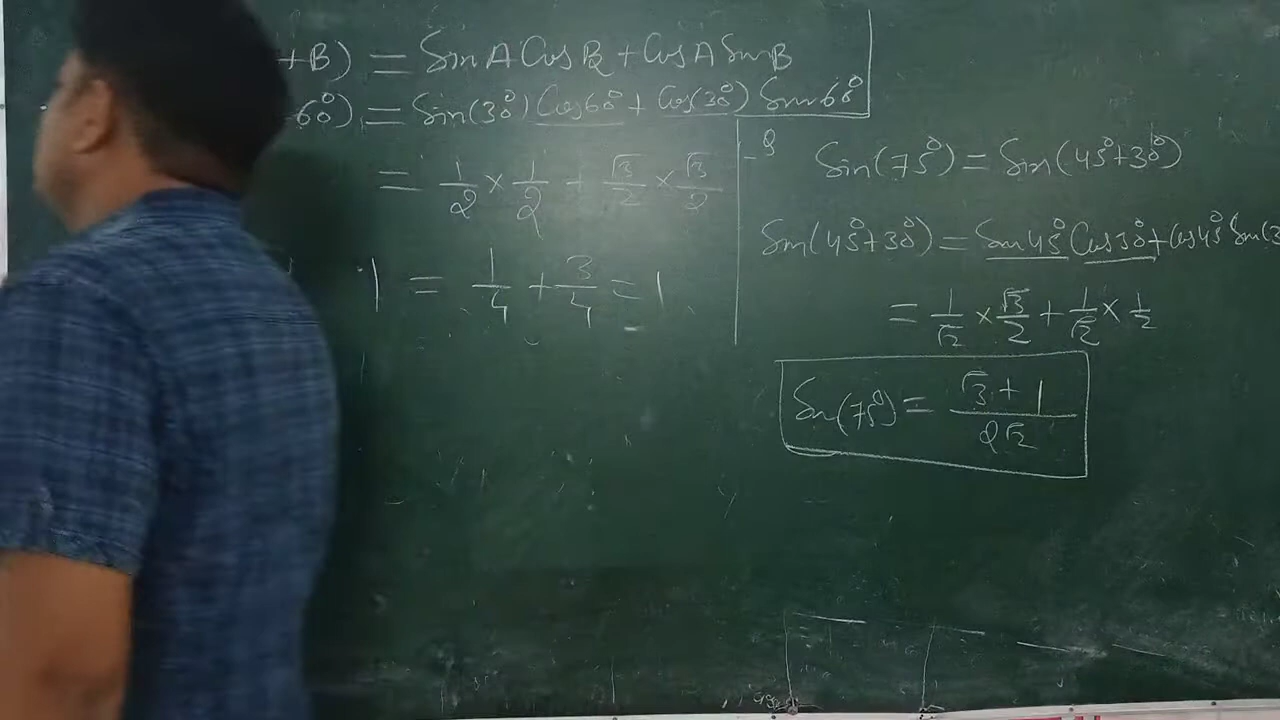 +B) = Sin A Cos B + Cos A Sin B
60°) = Sin(30°) Cos60° + Cos(30°) Sin60°
= 1/2 × 1/2 + √3/2 × √3/2
1 = 1/4 + 3/4 = 1
Q Sin(75°) = Sin(45°+30°)
Sin(45°+30°) = Sin45° Cos30° + Cos45° Sin(3
= 1/√2 × √3/2 + 1/√2 × 1/2
Sin(75°) = √3 + 1 / 2√2